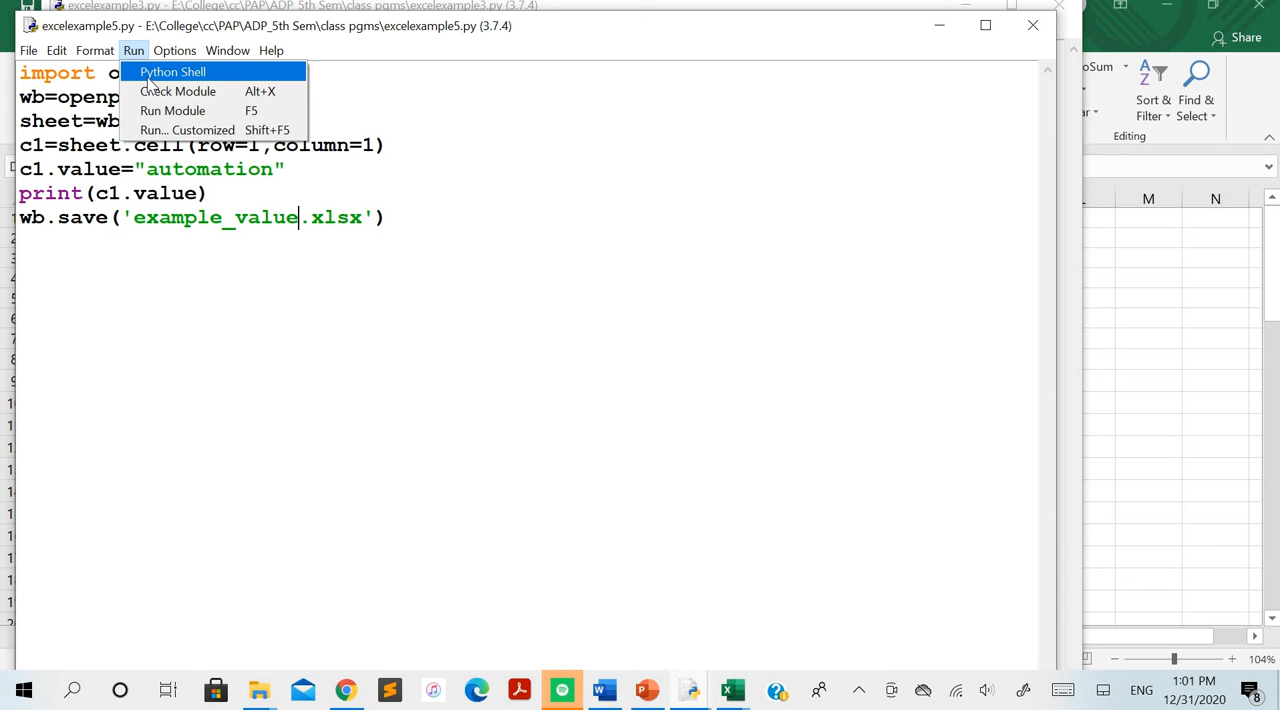 excelexample3.py - E:\College\cc\PAP\ADP_5th Sem\class pgms\excelexample3.py (3.7.4)
excelexample5.py - E:\College\cc\PAP\ADP_5th Sem\class pgms\excelexample5.py (3.7.4)
File Edit Format Run Options Window Help
Share
import o
Python Shell
wb=openp
Check Module Alt+X
Run Module F5
sheet=wb
Run... Customized Shift+F5
c1=sheet.cell(row=1,column=1)
c1.value="automation"
print(c1.value)
wb.save('example_value.xlsx')
oSum
Sort & Find &
Filter Select
Editing
M N
104%
ENG
1:01 PM
12/31/2020
8